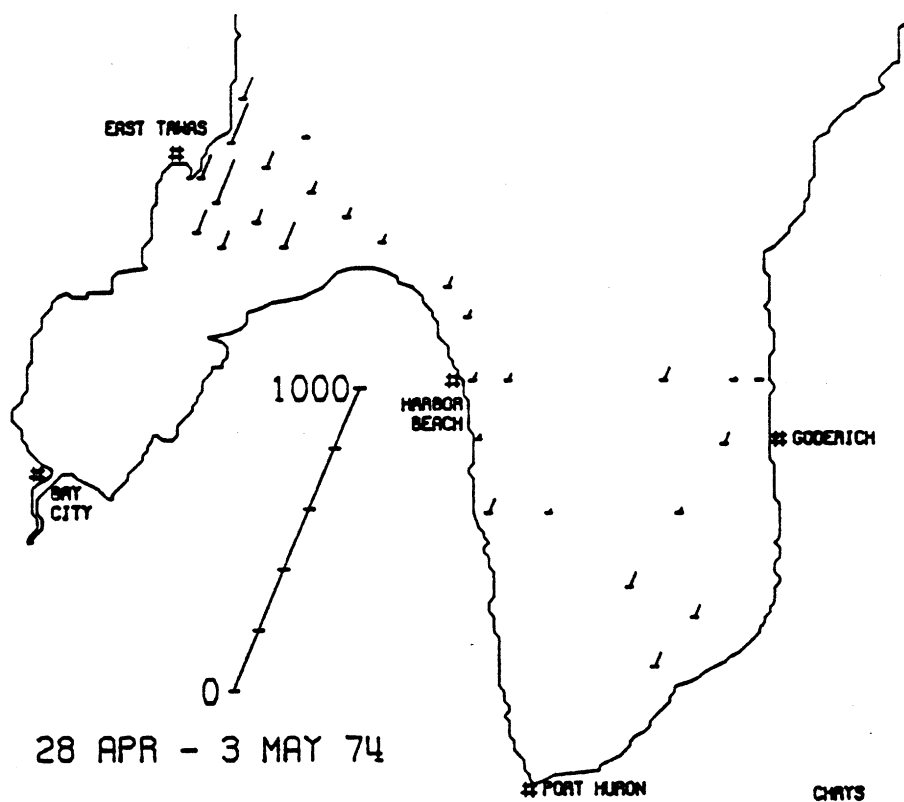 EAST TAWAS
#
1000
#
HARBOR
BEACH
# GODERICH
#
BAY
CITY
0
28 APR - 3 MAY 74
# PORT HURON
CHRYS